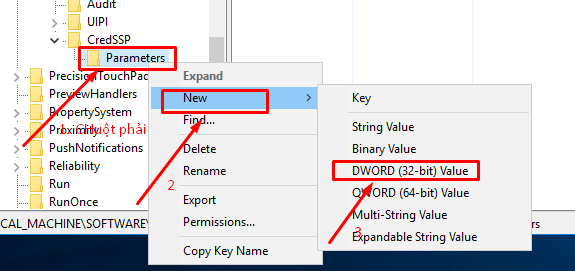 Audit
UIPI
CredSSP
Parameters
PrecisionTouchPad
PreviewHandlers
PropertySystem
Proximity
PushNotifications
Reliability
Run
RunOnce
1. Chuột phải
Expand
New
Find...
Delete
Rename
Export
Permissions...
Copy Key Name
2
Key
String Value
Binary Value
DWORD (32-bit) Value
QWORD (64-bit) Value
Multi-String Value
Expandable String Value
3
CAL_MACHINE\SOFTWARE\